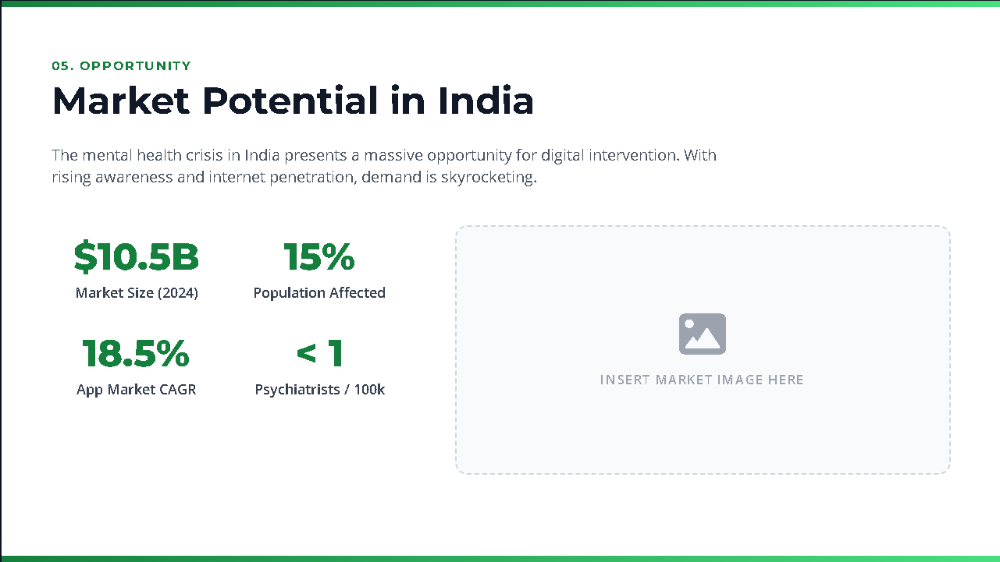 05. OPPORTUNITY
Market Potential in India
The mental health crisis in India presents a massive opportunity for digital intervention. With
rising awareness and internet penetration, demand is skyrocketing.
$10.5B
Market Size (2024)
15%
Population Affected
18.5%
App Market CAGR
< 1
Psychiatrists / 100k
INSERT MARKET IMAGE HERE